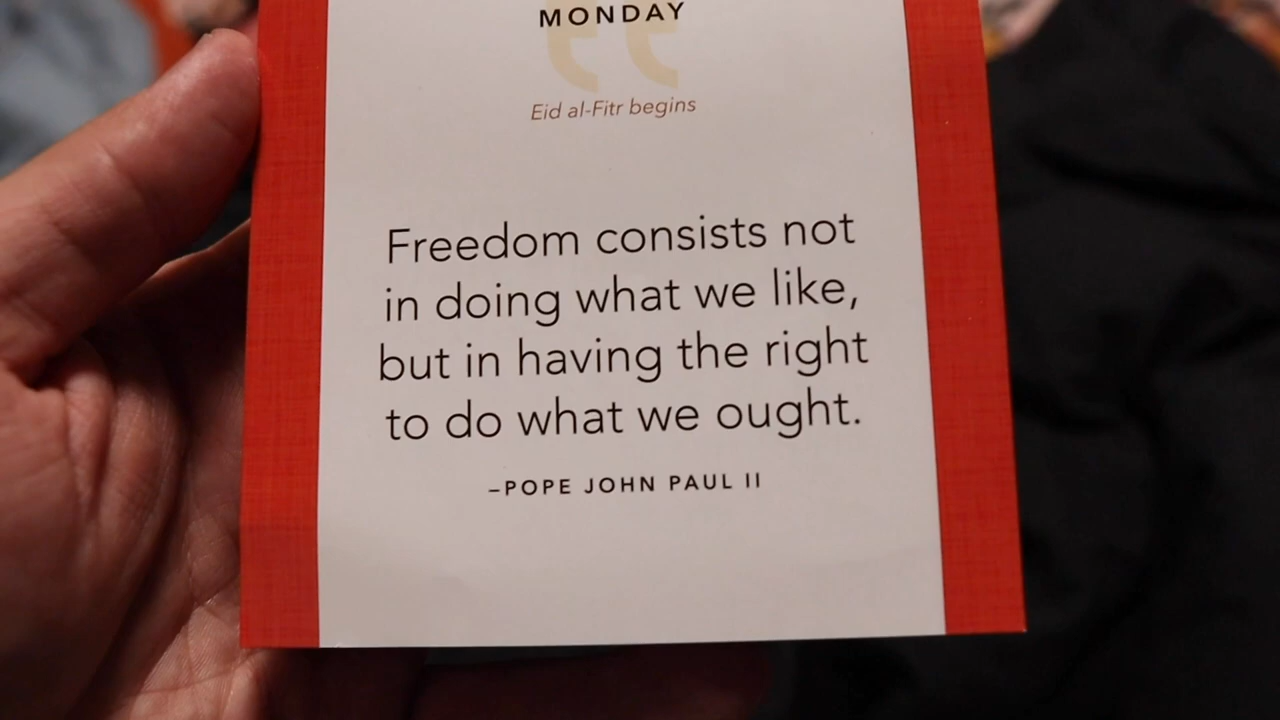 MONDAY
Eid al-Fitr begins
Freedom consists not
in doing what we like,
but in having the right
to do what we ought.
–POPE JOHN PAUL II